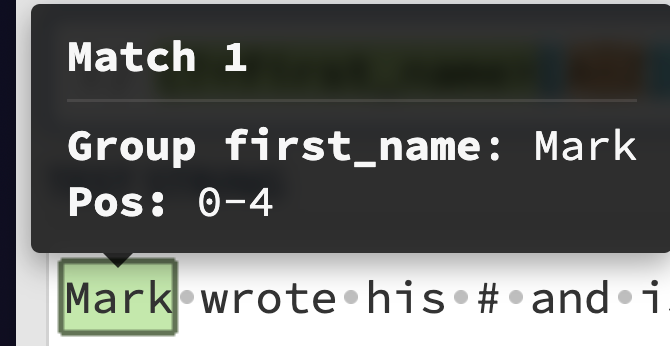 Match 1
Group first_name: Mark
Pos: 0-4
Mark·wrote·his·#·and·